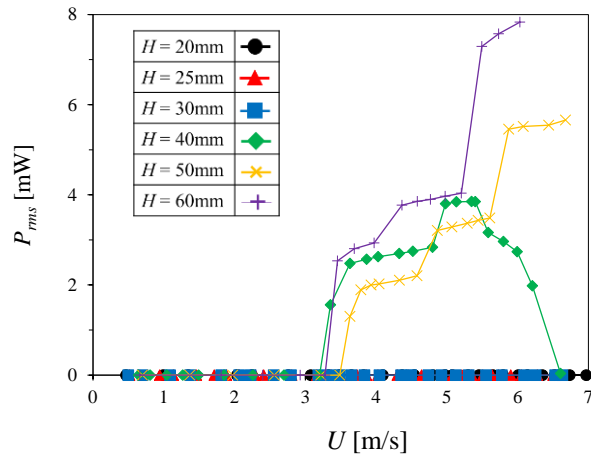 8
6
4
2
0
P_rms [mW]
H = 20mm
H = 25mm
H = 30mm
H = 40mm
H = 50mm
H = 60mm
0 1 2 3 4 5 6 7
U [m/s]